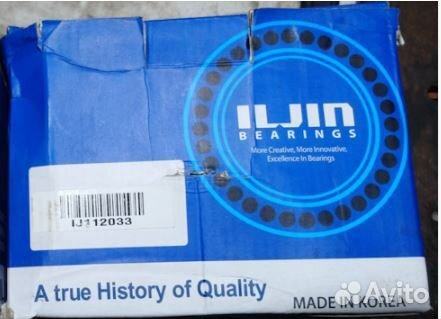 ILJIN
BEARINGS
More Creative, More Innovative,
Excellence in Bearings
IJ112033
A true History of Quality
MADE IN KOREA
Avito